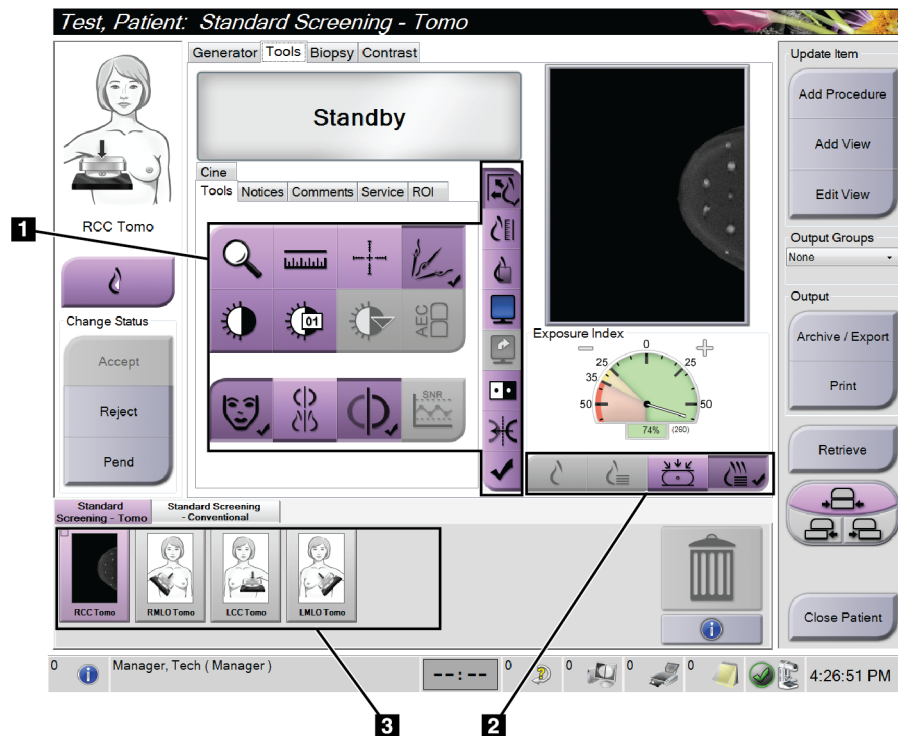 Test, Patient: Standard Screening - Tomo
Generator Tools Biopsy Contrast
Standby
Cine
Tools Notices Comments Service ROI
01
AEC
SNR
RCC Tomo
Change Status
Accept
Reject
Pend
Exposure Index
0
25 25
35
50 50
74% (260)
Update Item
Add Procedure
Add View
Edit View
Output Groups
None
Output
Archive / Export
Print
Retrieve
Close Patient
Standard
Screening - Tomo
Standard Screening
- Conventional
RCC Tomo RMLO Tomo LCC Tomo LMLO Tomo
0 Manager, Tech ( Manager ) --:-- 0 0 0 0 4:26:51 PM
1
2
3